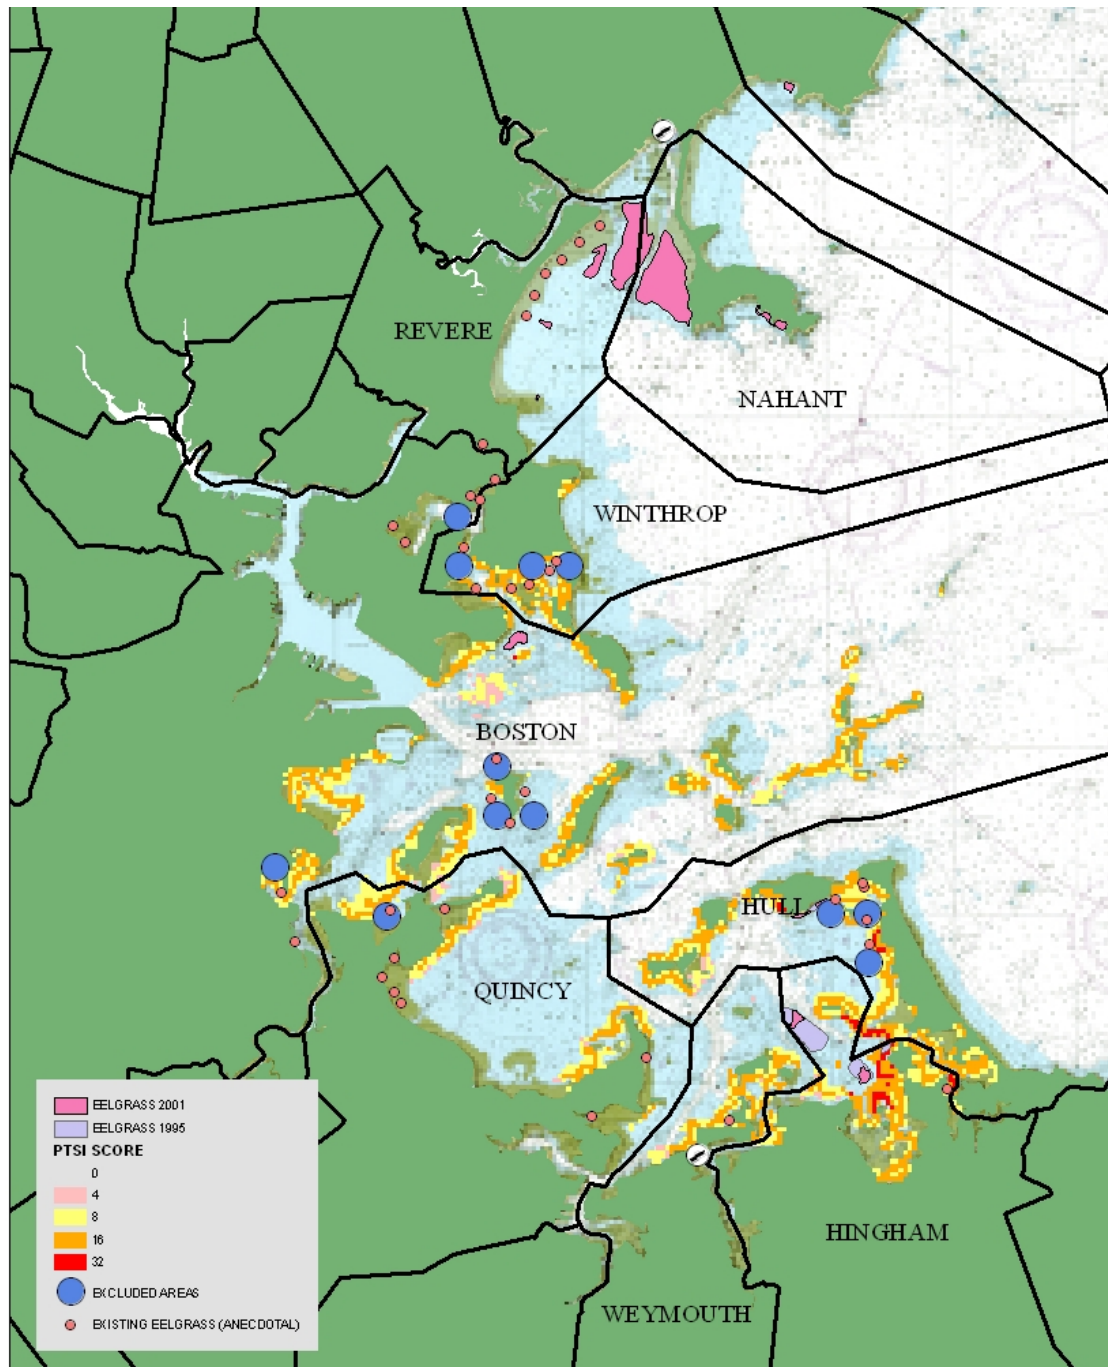 REVERE
NAHANT
WINTHROP
BOSTON
HULL
QUINCY
HINGHAM
WEYMOUTH
EELGRASS 2001
EELGRASS 1995
PTSI SCORE
0
4
8
16
32
EXCLUDED AREAS
EXISTING EELGRASS (ANECDOTAL)